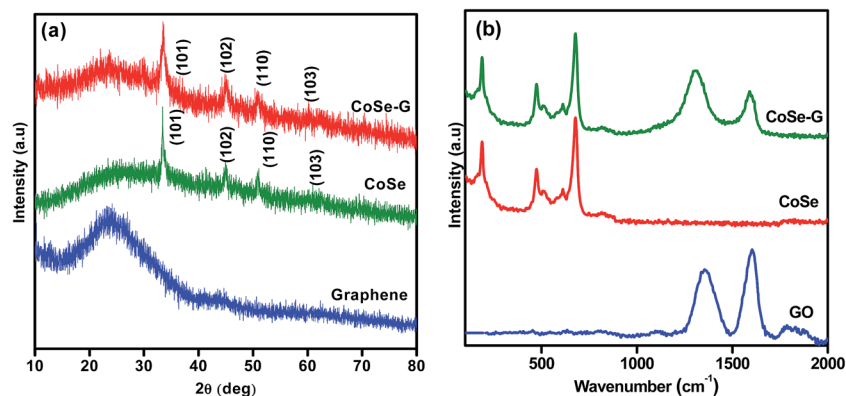 (a)
(101)
(102)
(110)
(103)
CoSe-G
(101)
(102)
(110)
(103)
CoSe
Graphene
Intensity (a.u)
10 20 30 40 50 60 70 80
2θ (deg)
(b)
CoSe-G
CoSe
GO
Intensity (a.u)
500 1000 1500 2000
Wavenumber (cm⁻¹)